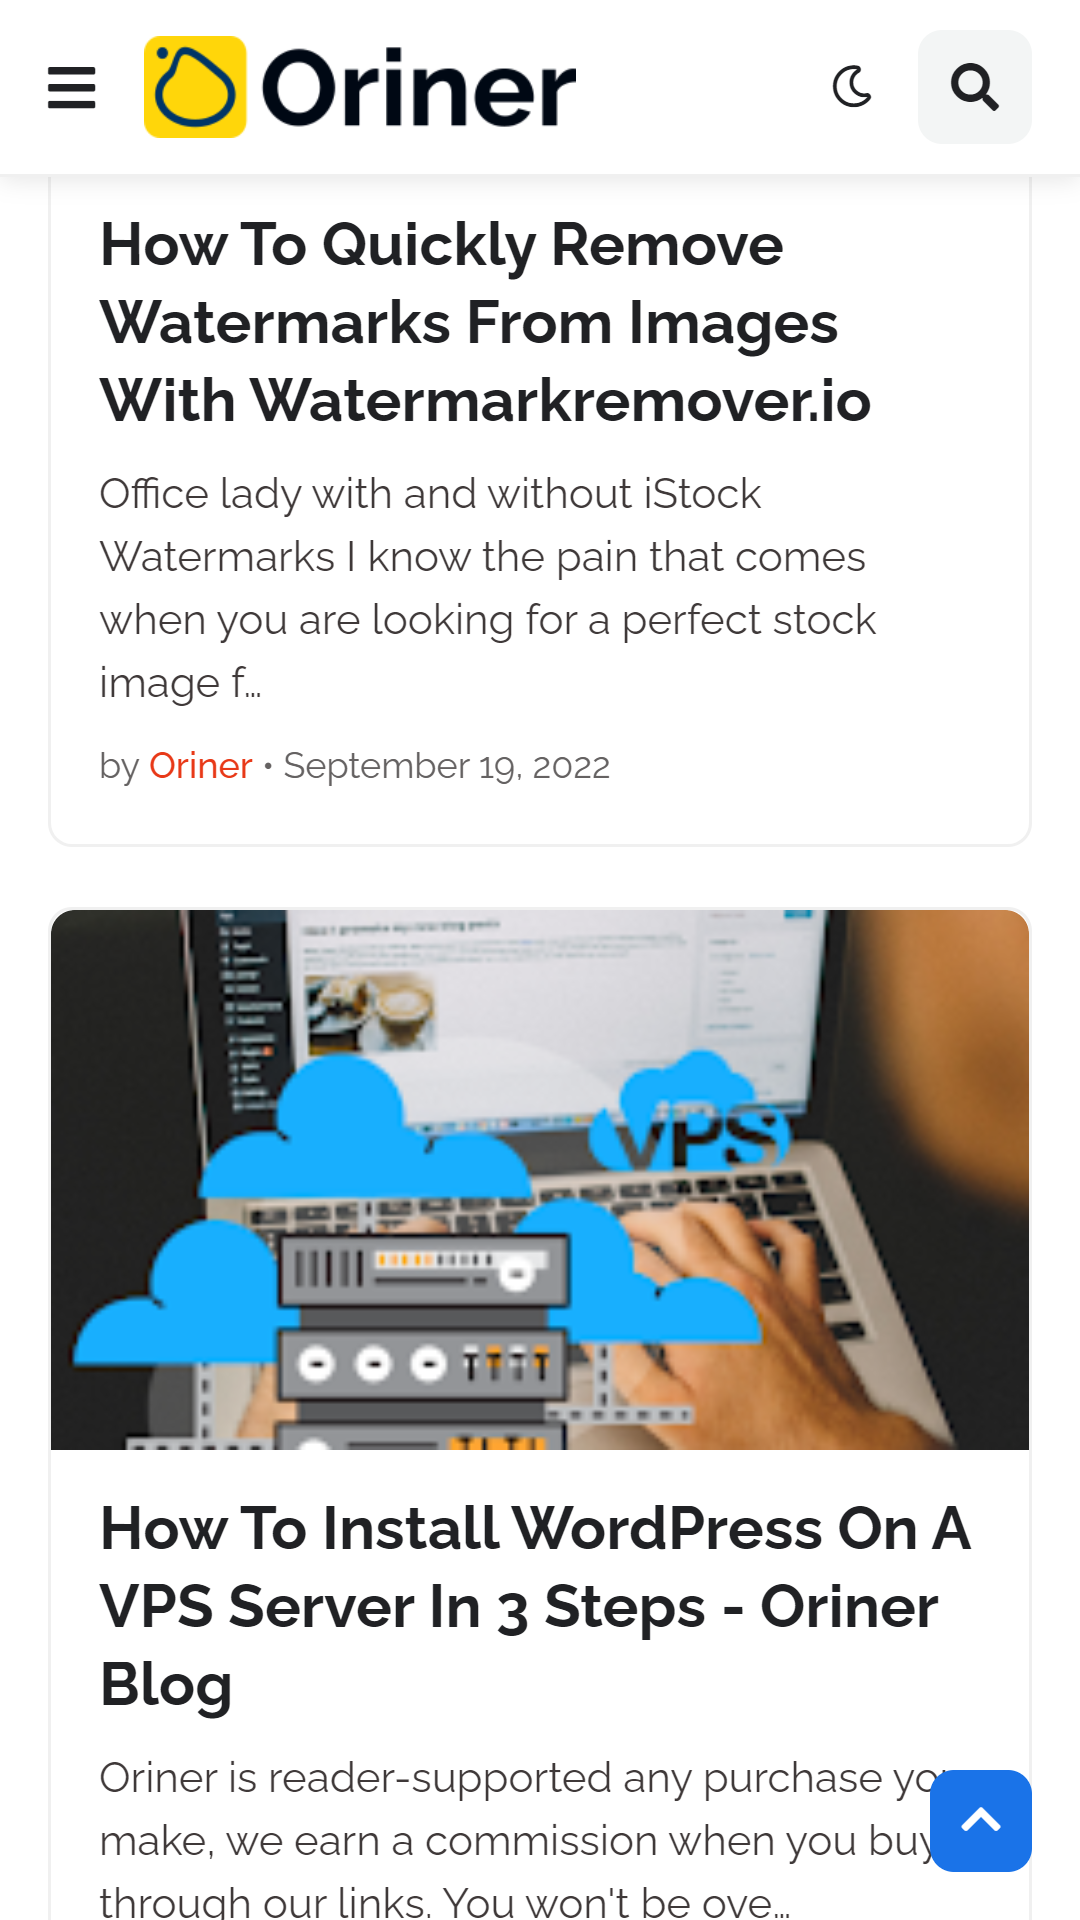 Oriner
How To Quickly Remove
Watermarks From Images
With Watermarkremover.io
Office lady with and without iStock
Watermarks I know the pain that comes
when you are looking for a perfect stock
image f...
by Oriner • September 19, 2022
VPS
How To Install WordPress On A
VPS Server In 3 Steps - Oriner
Blog
Oriner is reader-supported any purchase
make, we earn a commission when you buy
through our links. You won't be ove...